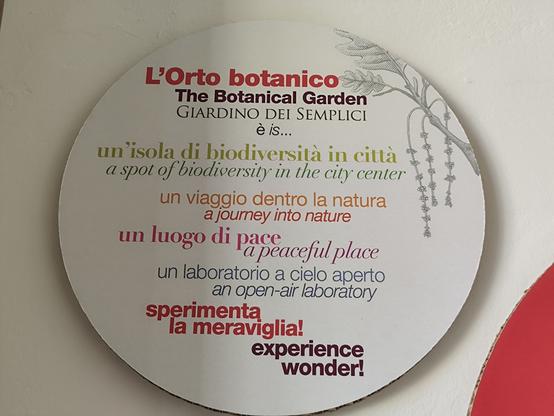 L'Orto botanico
The Botanical Garden
GIARDINO DEI SEMPLICI
è is...
un'isola di biodiversità in città
a spot of biodiversity in the city center
un viaggio dentro la natura
a journey into nature
un luogo di pace
a peaceful place
un laboratorio a cielo aperto
an open-air laboratory
sperimenta
la meraviglia!
experience
wonder!